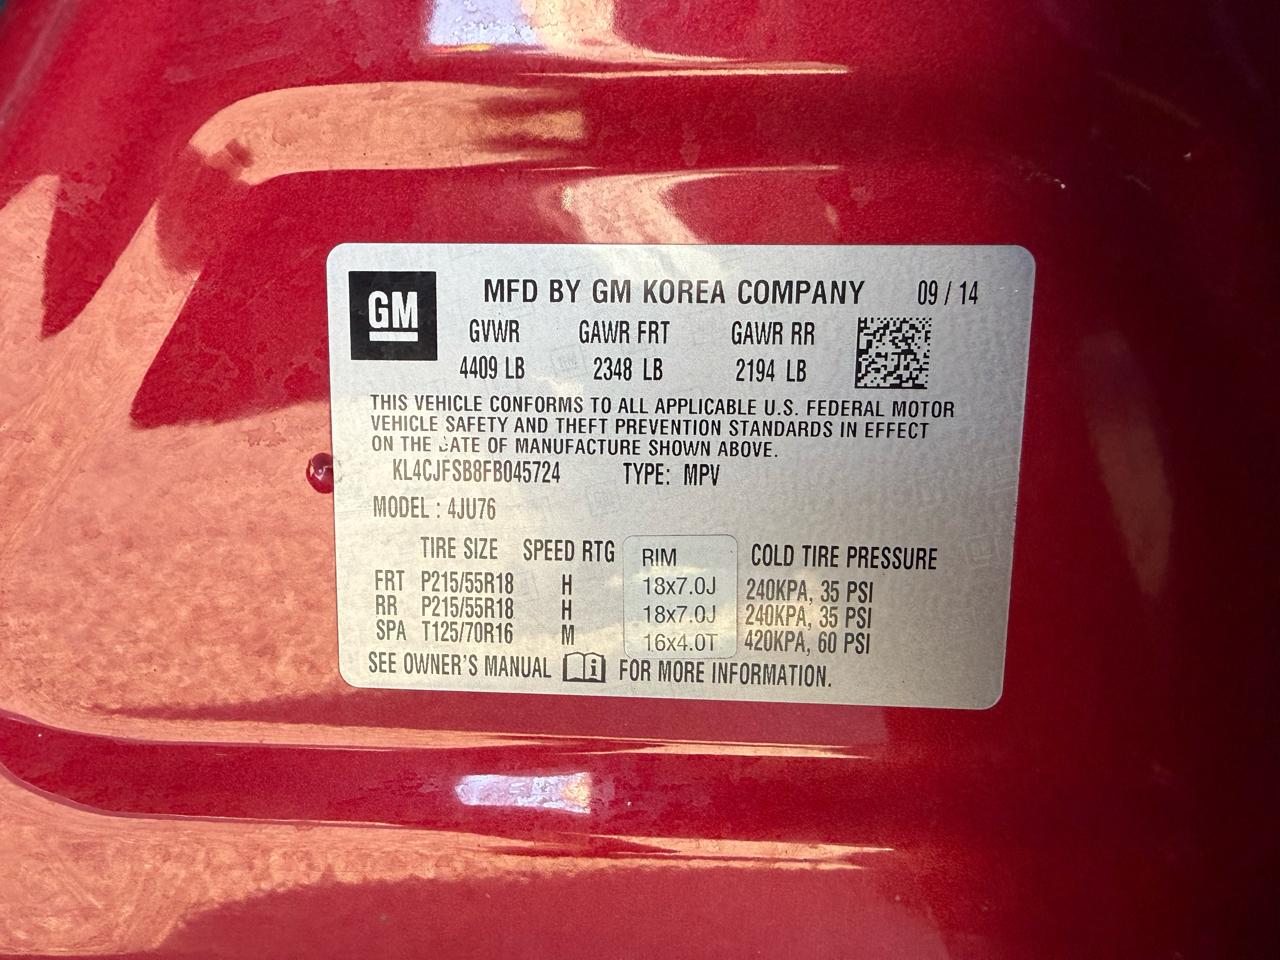 GM MFD BY GM KOREA COMPANY 09 / 14
GVWR GAWR FRT GAWR RR
4409 LB 2348 LB 2194 LB
THIS VEHICLE CONFORMS TO ALL APPLICABLE U.S. FEDERAL MOTOR
VEHICLE SAFETY AND THEFT PREVENTION STANDARDS IN EFFECT
ON THE DATE OF MANUFACTURE SHOWN ABOVE.
KL4CJFSB8FB045724 TYPE: MPV
MODEL : 4JU76
TIRE SIZE SPEED RTG RIM COLD TIRE PRESSURE
FRT P215/55R18 H 18x7.0J 240KPA, 35 PSI
RR P215/55R18 H 18x7.0J 240KPA, 35 PSI
SPA T125/70R16 M 16x4.0T 420KPA, 60 PSI
SEE OWNER'S MANUAL i FOR MORE INFORMATION.